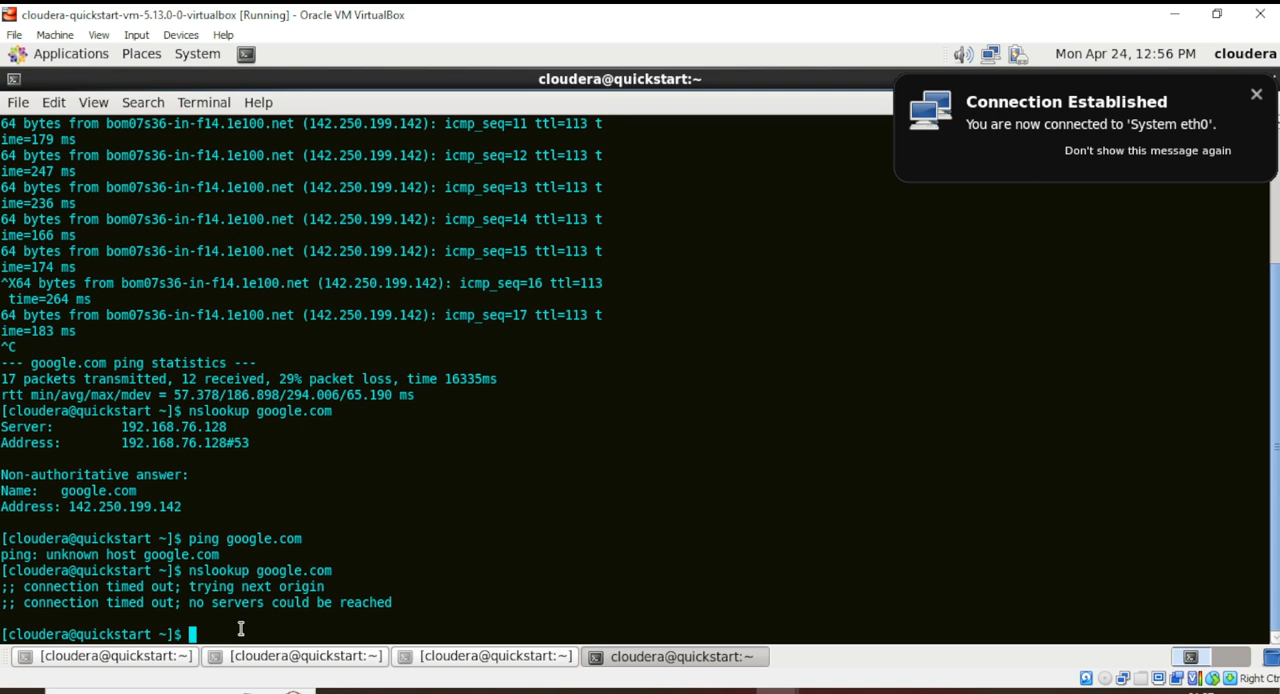 cloudera-quickstart-vm-5.13.0-0-virtualbox [Running] - Oracle VM VirtualBox
File Machine View Input Devices Help
Applications Places System Mon Apr 24, 12:56 PM cloudera
cloudera@quickstart:~
File Edit View Search Terminal Help
Connection Established
You are now connected to 'System eth0'.
Don't show this message again
64 bytes from bom07s36-in-f14.1e100.net (142.250.199.142): icmp_seq=11 ttl=113 t
ime=179 ms
64 bytes from bom07s36-in-f14.1e100.net (142.250.199.142): icmp_seq=12 ttl=113 t
ime=247 ms
64 bytes from bom07s36-in-f14.1e100.net (142.250.199.142): icmp_seq=13 ttl=113 t
ime=236 ms
64 bytes from bom07s36-in-f14.1e100.net (142.250.199.142): icmp_seq=14 ttl=113 t
ime=166 ms
64 bytes from bom07s36-in-f14.1e100.net (142.250.199.142): icmp_seq=15 ttl=113 t
ime=174 ms
^X64 bytes from bom07s36-in-f14.1e100.net (142.250.199.142): icmp_seq=16 ttl=113
 time=264 ms
64 bytes from bom07s36-in-f14.1e100.net (142.250.199.142): icmp_seq=17 ttl=113 t
ime=183 ms
^C
--- google.com ping statistics ---
17 packets transmitted, 12 received, 29% packet loss, time 16335ms
rtt min/avg/max/mdev = 57.378/186.898/294.006/65.190 ms
[cloudera@quickstart ~]$ nslookup google.com
Server: 192.168.76.128
Address: 192.168.76.128#53
Non-authoritative answer:
Name: google.com
Address: 142.250.199.142
[cloudera@quickstart ~]$ ping google.com
ping: unknown host google.com
[cloudera@quickstart ~]$ nslookup google.com
;; connection timed out; trying next origin
;; connection timed out; no servers could be reached
[cloudera@quickstart ~]$
[cloudera@quickstart:~] [cloudera@quickstart:~] [cloudera@quickstart:~] cloudera@quickstart:~
Right Ctr